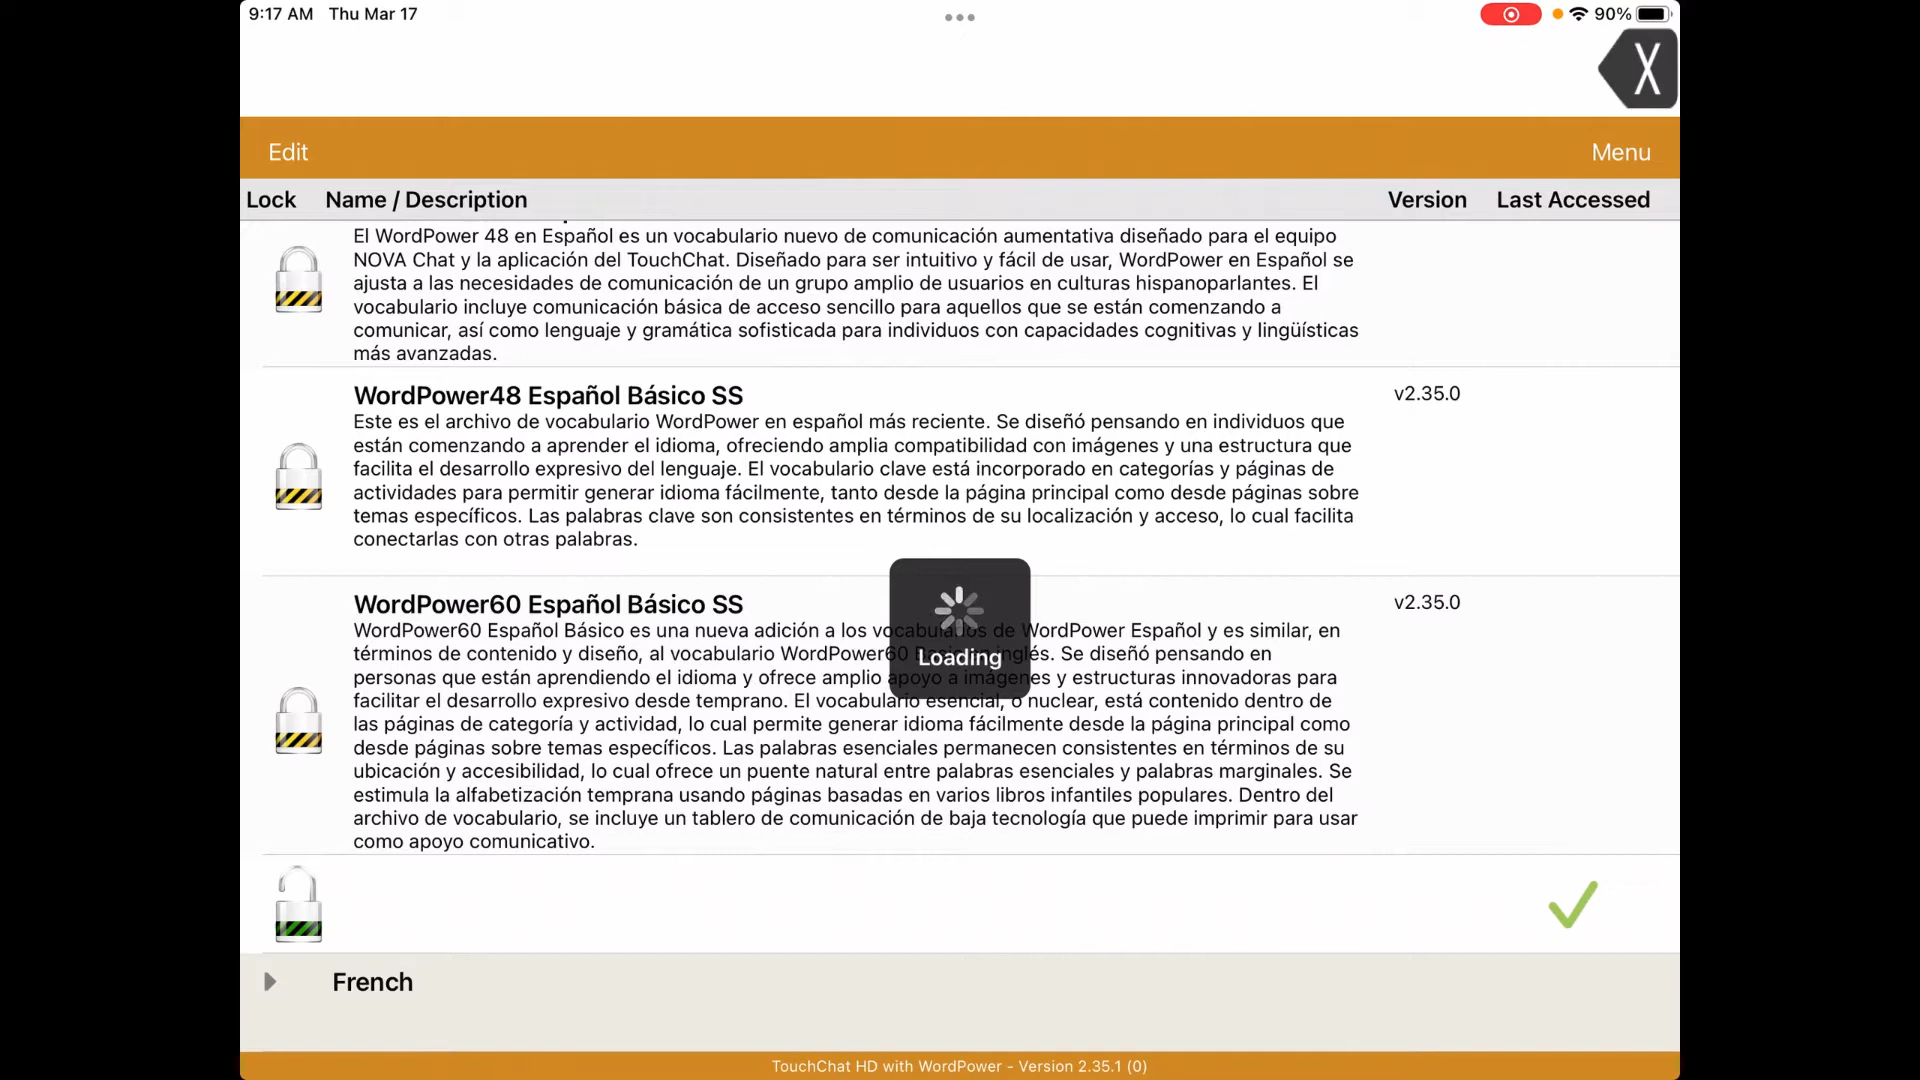 9:17 AM Thu Mar 17
90%
X
Edit
Menu
Lock Name / Description Version Last Accessed
El WordPower 48 en Español es un vocabulario nuevo de comunicación aumentativa diseñado para el equipo
NOVA Chat y la aplicación del TouchChat. Diseñado para ser intuitivo y fácil de usar, WordPower en Español se
ajusta a las necesidades de comunicación de un grupo amplio de usuarios en culturas hispanoparlantes. El
vocabulario incluye comunicación básica de acceso sencillo para aquellos que se están comenzando a
comunicar, así como lenguaje y gramática sofisticada para individuos con capacidades cognitivas y lingüísticas
más avanzadas.
WordPower48 Español Básico SS
v2.35.0
Este es el archivo de vocabulario WordPower en español más reciente. Se diseñó pensando en individuos que
están comenzando a aprender el idioma, ofreciendo amplia compatibilidad con imágenes y una estructura que
facilita el desarrollo expresivo del lenguaje. El vocabulario clave está incorporado en categorías y páginas de
actividades para permitir generar idioma fácilmente, tanto desde la página principal como desde páginas sobre
temas específicos. Las palabras clave son consistentes en términos de su localización y acceso, lo cual facilita
conectarlas con otras palabras.
WordPower60 Español Básico SS
v2.35.0
WordPower60 Español Básico es una nueva adición a los vocabularios de WordPower Español y es similar, en
términos de contenido y diseño, al vocabulario WordPower60 Basic en inglés. Se diseñó pensando en
Loading
personas que están aprendiendo el idioma y ofrece amplio apoyo a imágenes y estructuras innovadoras para
facilitar el desarrollo expresivo desde temprano. El vocabulario esencial, o nuclear, está contenido dentro de
las páginas de categoría y actividad, lo cual permite generar idioma fácilmente desde la página principal como
desde páginas sobre temas específicos. Las palabras esenciales permanecen consistentes en términos de su
ubicación y accesibilidad, lo cual ofrece un puente natural entre palabras esenciales y palabras marginales. Se
estimula la alfabetización temprana usando páginas basadas en varios libros infantiles populares. Dentro del
archivo de vocabulario, se incluye un tablero de comunicación de baja tecnología que puede imprimir para usar
como apoyo comunicativo.
French
TouchChat HD with WordPower - Version 2.35.1 (0)